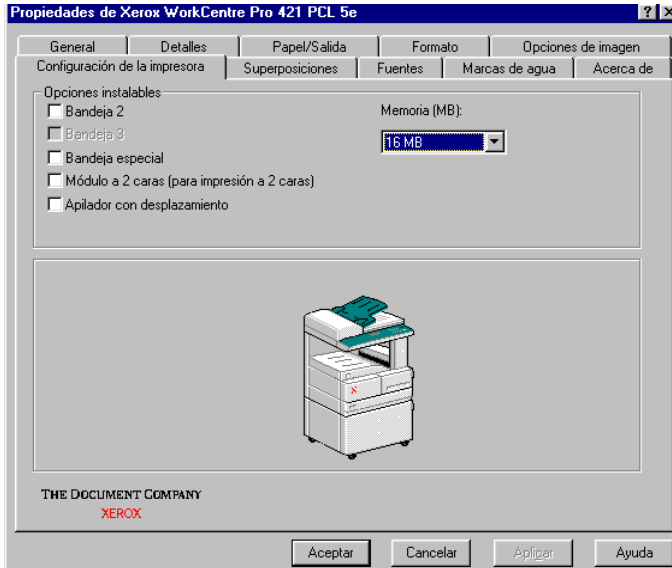 Propiedades de Xerox WorkCentre Pro 421 PCL 5e
General Detalles Papel/Salida Formato Opciones de imagen
Configuración de la impresora Superposiciones Fuentes Marcas de agua Acerca de
Opciones instalables
Bandeja 2
Memoria (MB):
Bandeja 3
16 MB
Bandeja especial
Módulo a 2 caras (para impresión a 2 caras)
Apilador con desplazamiento
THE DOCUMENT COMPANY
XEROX
Aceptar Cancelar Aplicar Ayuda